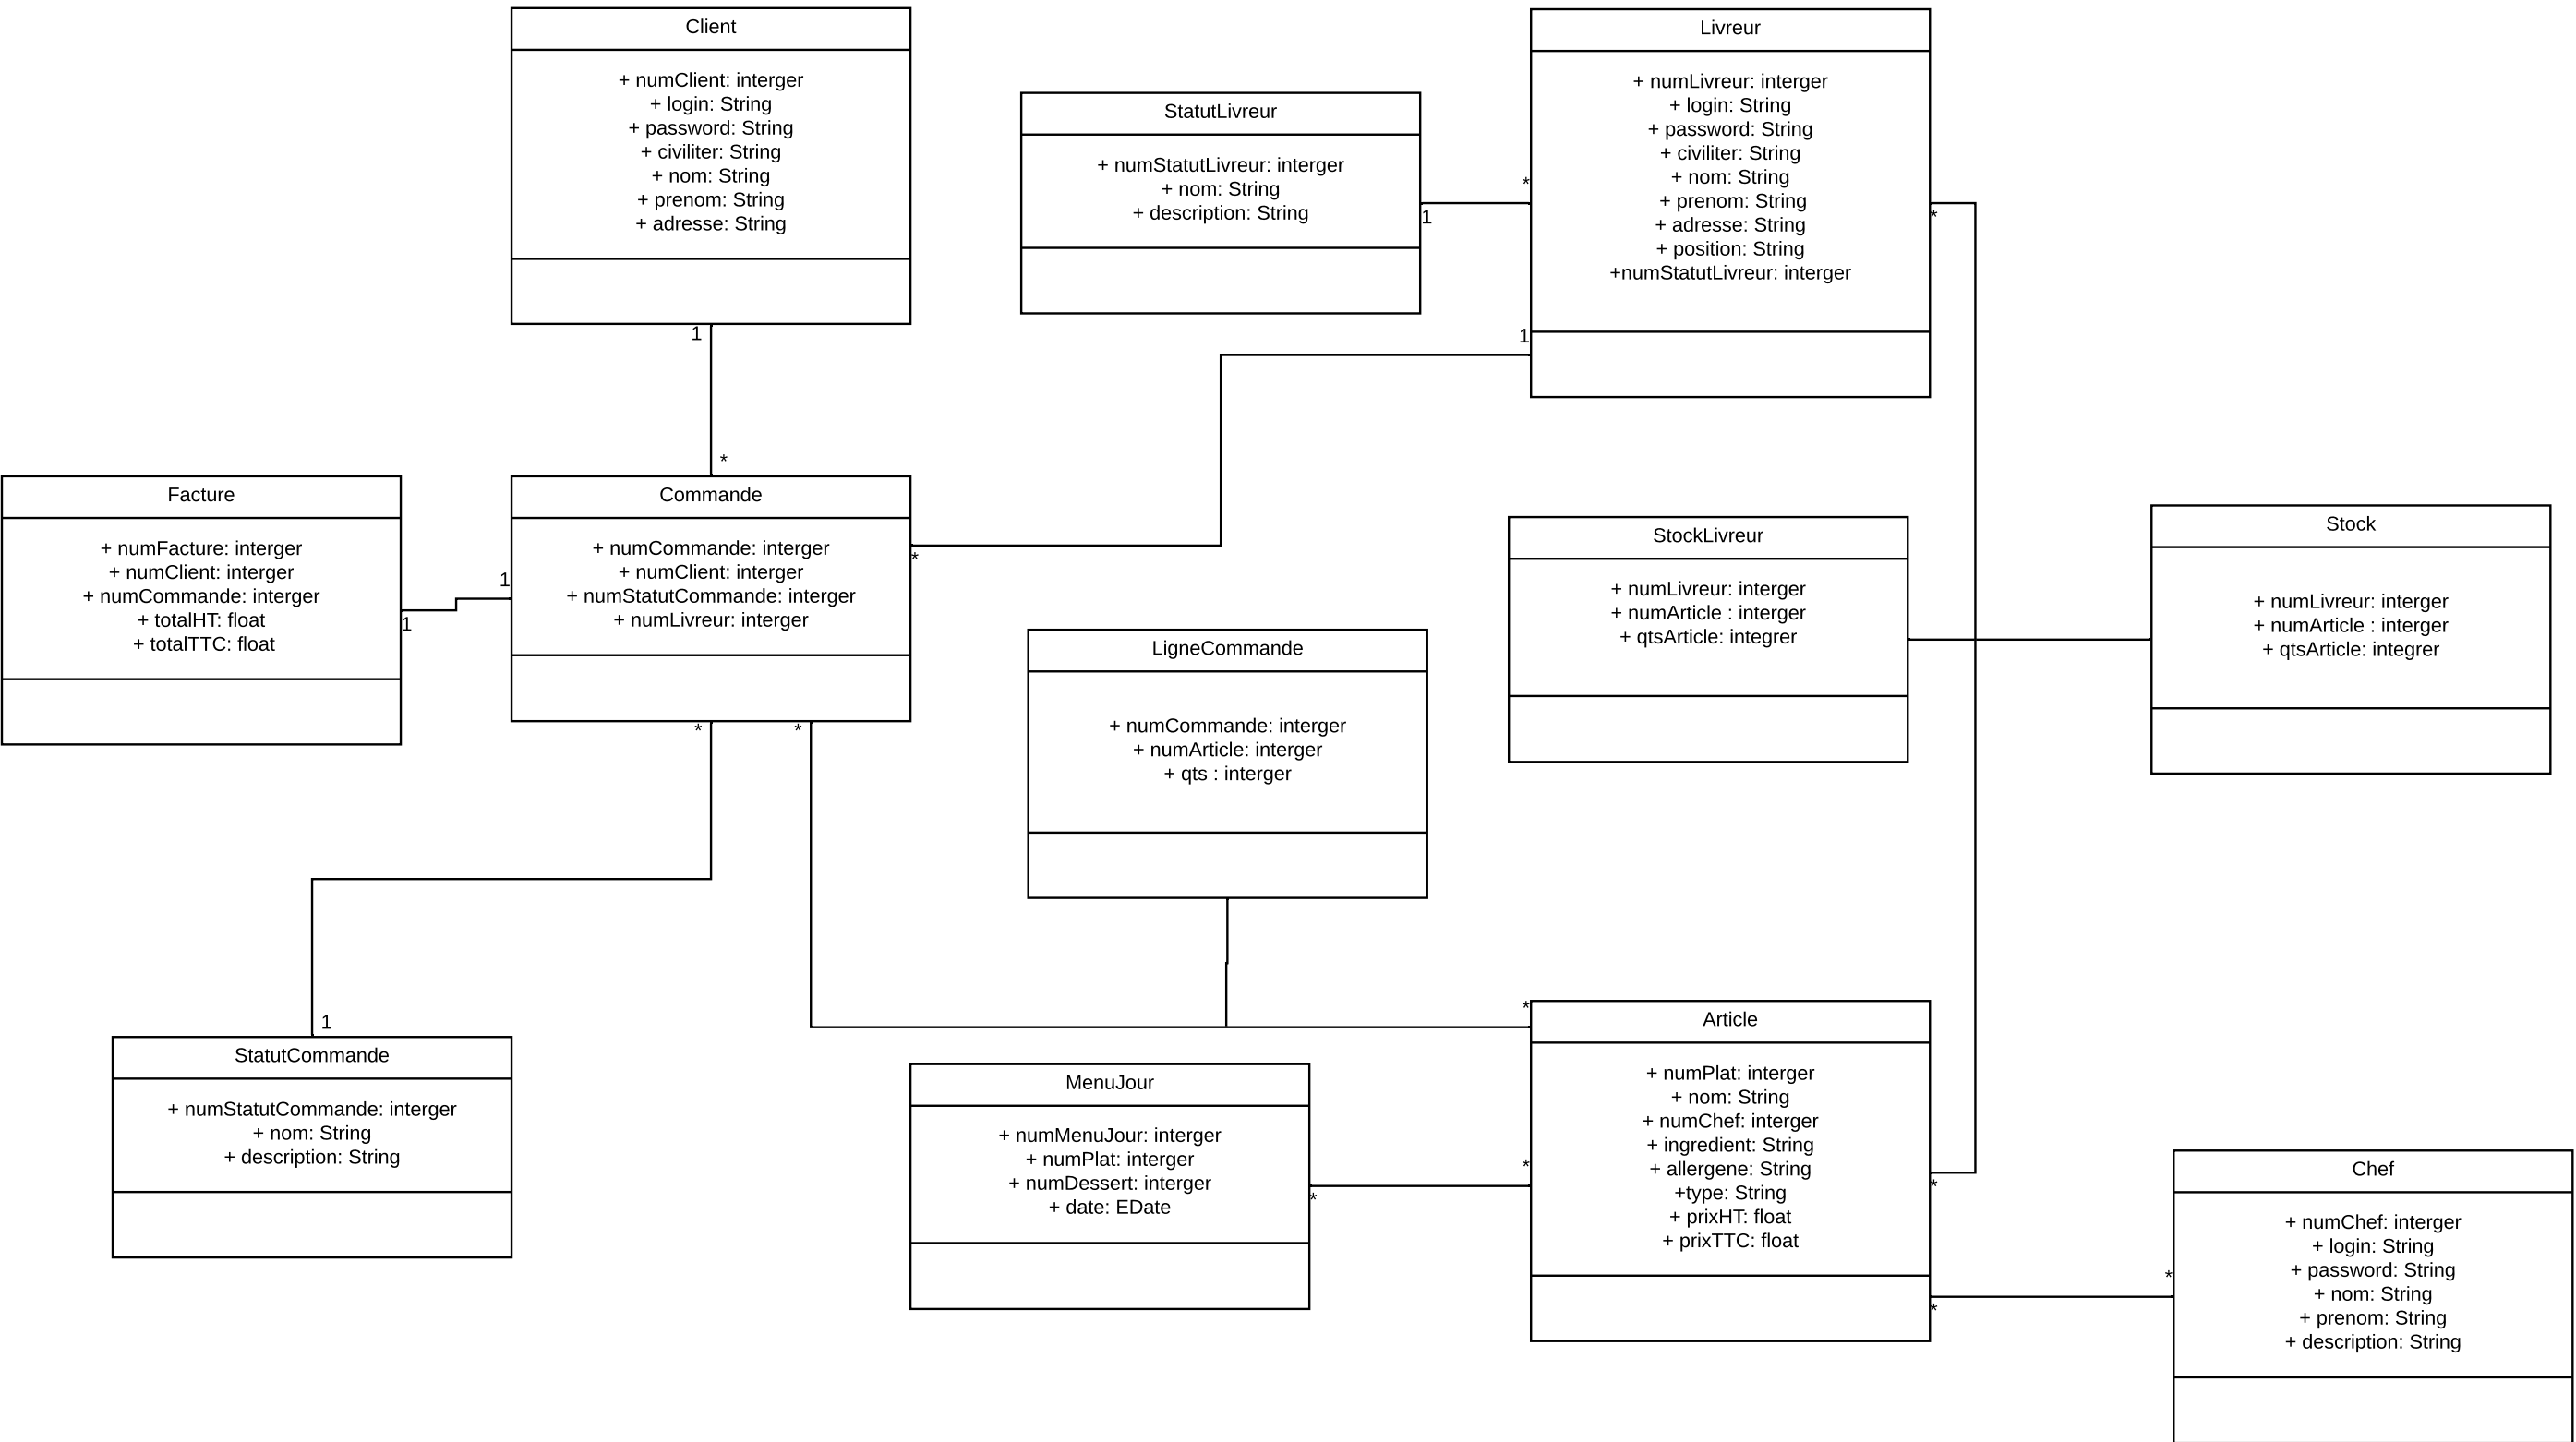 Client
+ numClient: interger
+ login: String
+ password: String
+ civiliter: String
+ nom: String
+ prenom: String
+ adresse: String
1
*
StatutLivreur
+ numStatutLivreur: interger
+ nom: String
+ description: String
1
*
Livreur
+ numLivreur: interger
+ login: String
+ password: String
+ civiliter: String
+ nom: String
+ prenom: String
+ adresse: String
+ position: String
+numStatutLivreur: interger
*
1
Facture
+ numFacture: interger
+ numClient: interger
+ numCommande: interger
+ totalHT: float
+ totalTTC: float
1
1
Commande
+ numCommande: interger
+ numClient: interger
+ numStatutCommande: interger
+ numLivreur: interger
*
*
*
LigneCommande
+ numCommande: interger
+ numArticle: interger
+ qts : interger
StockLivreur
+ numLivreur: interger
+ numArticle : interger
+ qtsArticle: integrer
Stock
+ numLivreur: interger
+ numArticle : interger
+ qtsArticle: integrer
1
StatutCommande
+ numStatutCommande: interger
+ nom: String
+ description: String
MenuJour
+ numMenuJour: interger
+ numPlat: interger
+ numDessert: interger
+ date: EDate
*
*
*
Article
+ numPlat: interger
+ nom: String
+ numChef: interger
+ ingredient: String
+ allergene: String
+type: String
+ prixHT: float
+ prixTTC: float
*
*
*
Chef
+ numChef: interger
+ login: String
+ password: String
+ nom: String
+ prenom: String
+ description: String